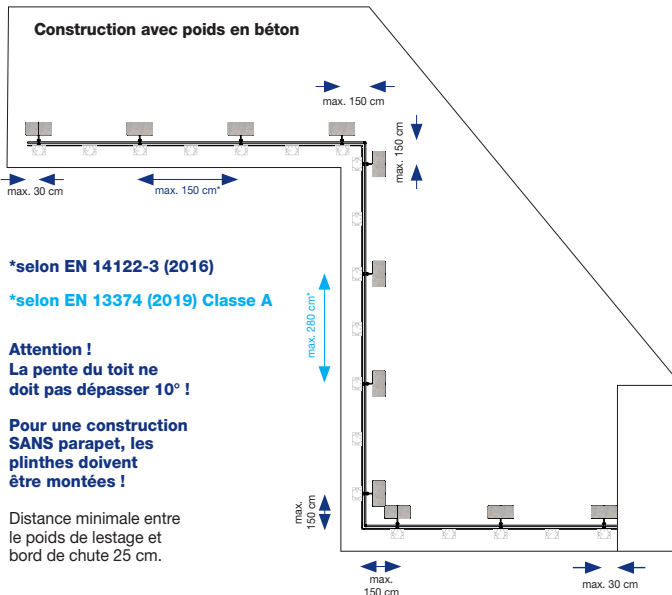 Construction avec poids en béton
max. 150 cm
max. 150 cm
max. 30 cm
max. 150 cm*
*selon EN 14122-3 (2016)
*selon EN 13374 (2019) Classe A
max. 280 cm*
Attention !
La pente du toit ne
doit pas dépasser 10° !
Pour une construction
SANS parapet, les
plinthes doivent
être montées !
Distance minimale entre
le poids de lestage et
bord de chute 25 cm.
max.
150 cm
max.
150 cm
max. 30 cm